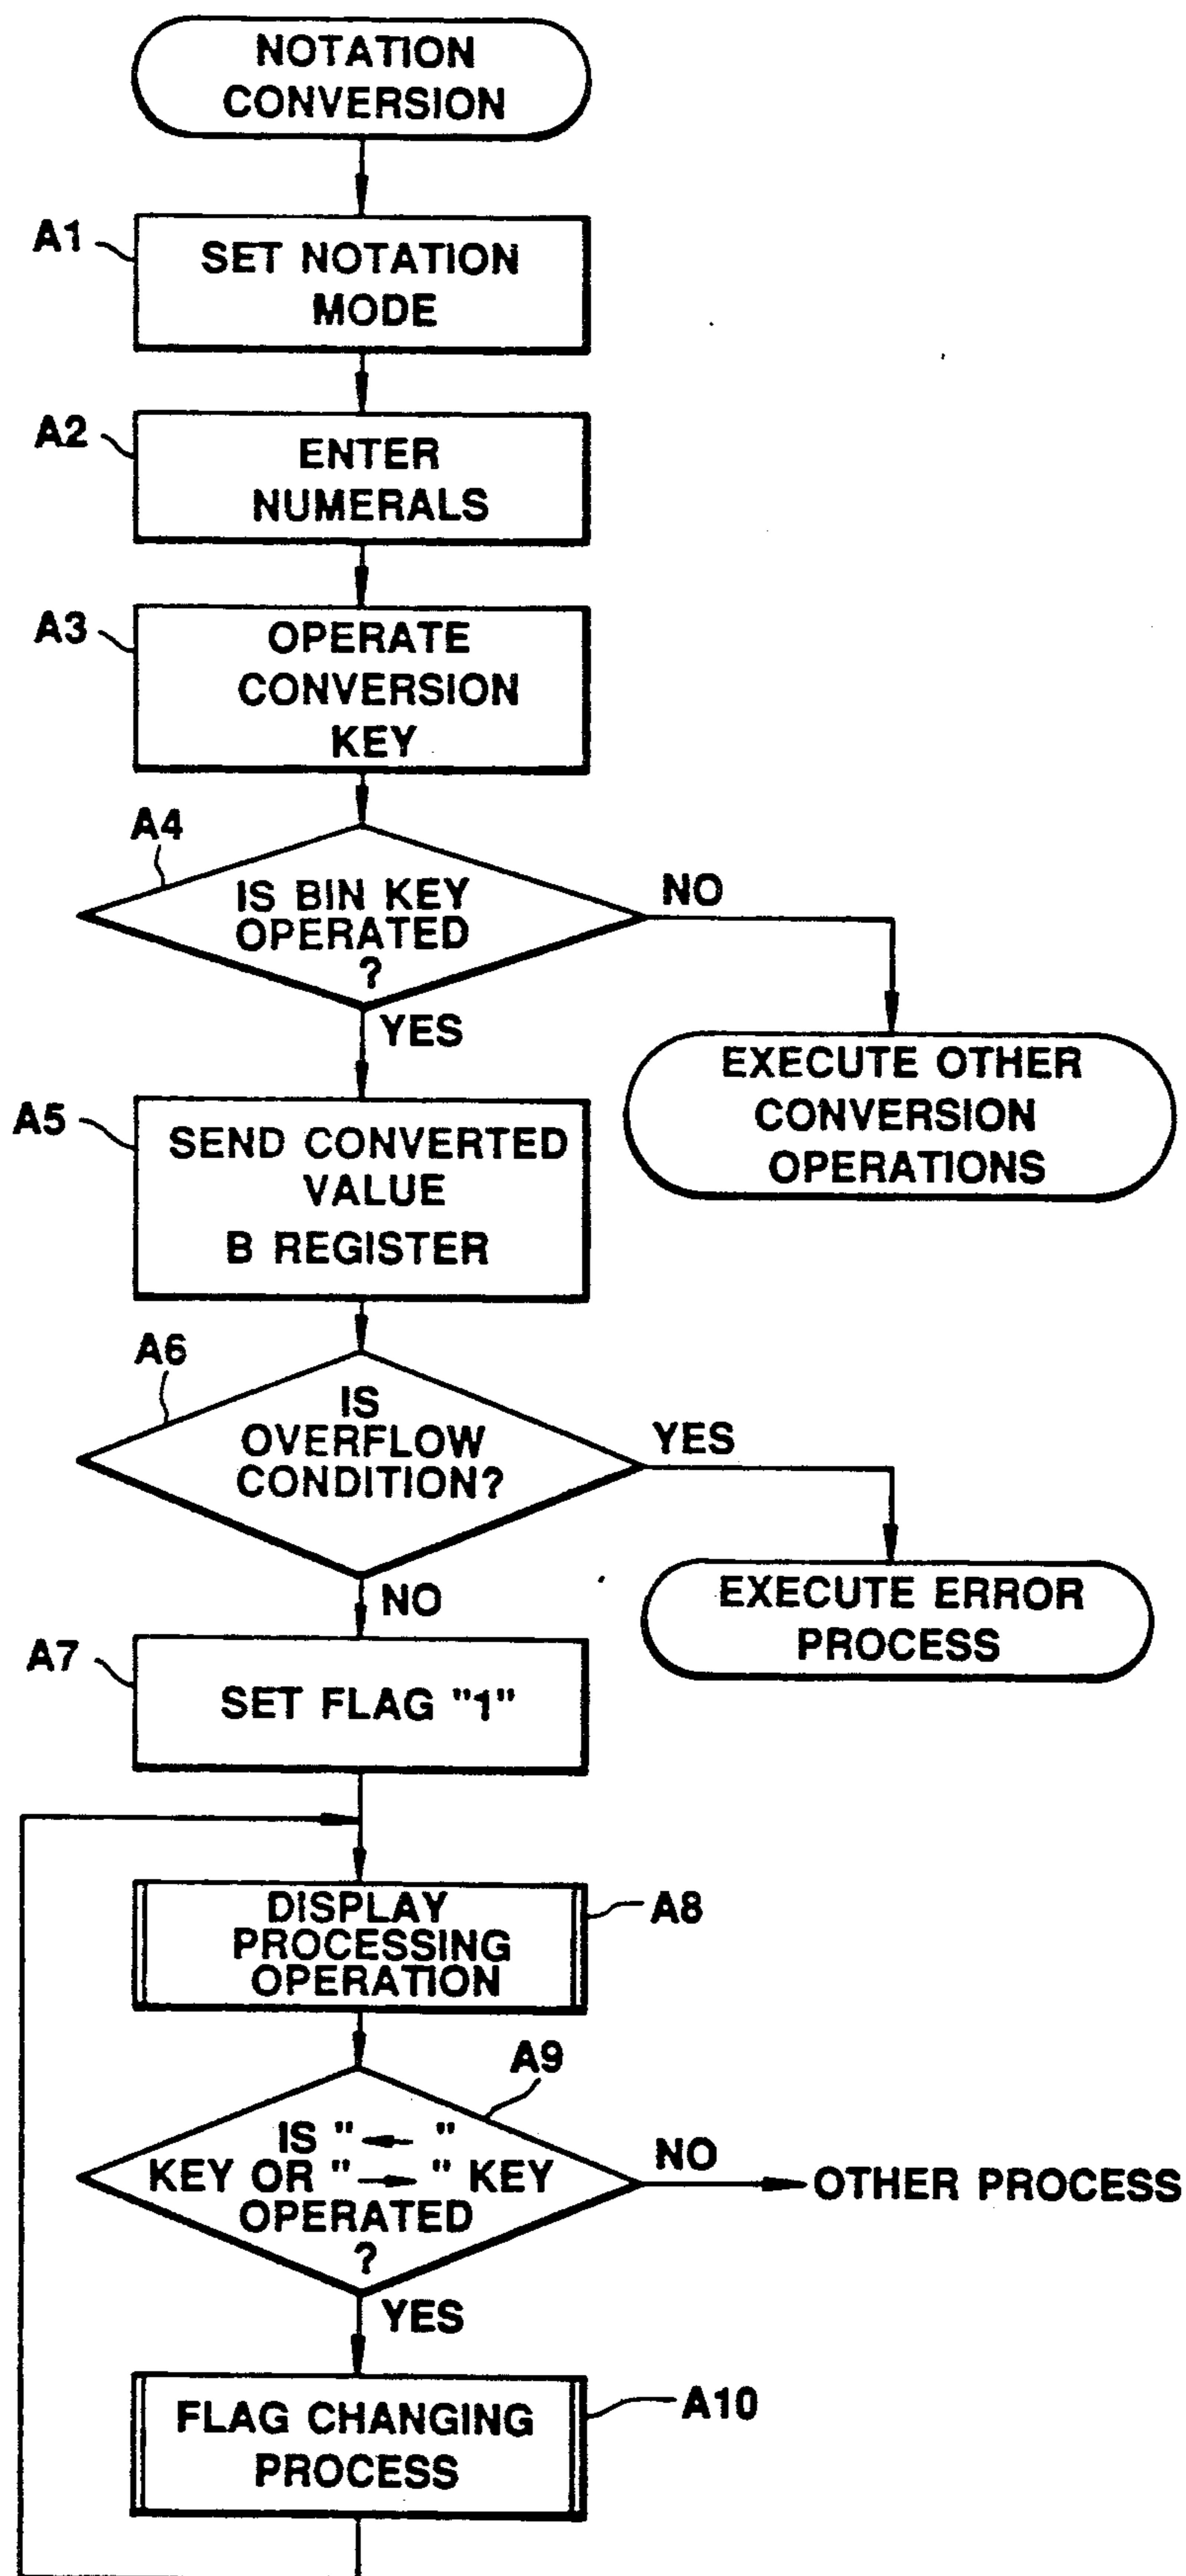 NOTATION
CONVERSION
A1
SET NOTATION
MODE
A2
ENTER
NUMERALS
A3
OPERATE
CONVERSION
KEY
A4
IS BIN KEY
OPERATED
?
NO
YES
EXECUTE OTHER
CONVERSION
OPERATIONS
A5
SEND CONVERTED
VALUE
B REGISTER
A6
IS
OVERFLOW
CONDITION?
YES
NO
EXECUTE ERROR
PROCESS
A7
SET FLAG "1"
DISPLAY
PROCESSING
OPERATION
A8
A9
IS "←"
KEY OR "→" KEY
OPERATED
?
NO
OTHER PROCESS
YES
FLAG CHANGING
PROCESS
A10